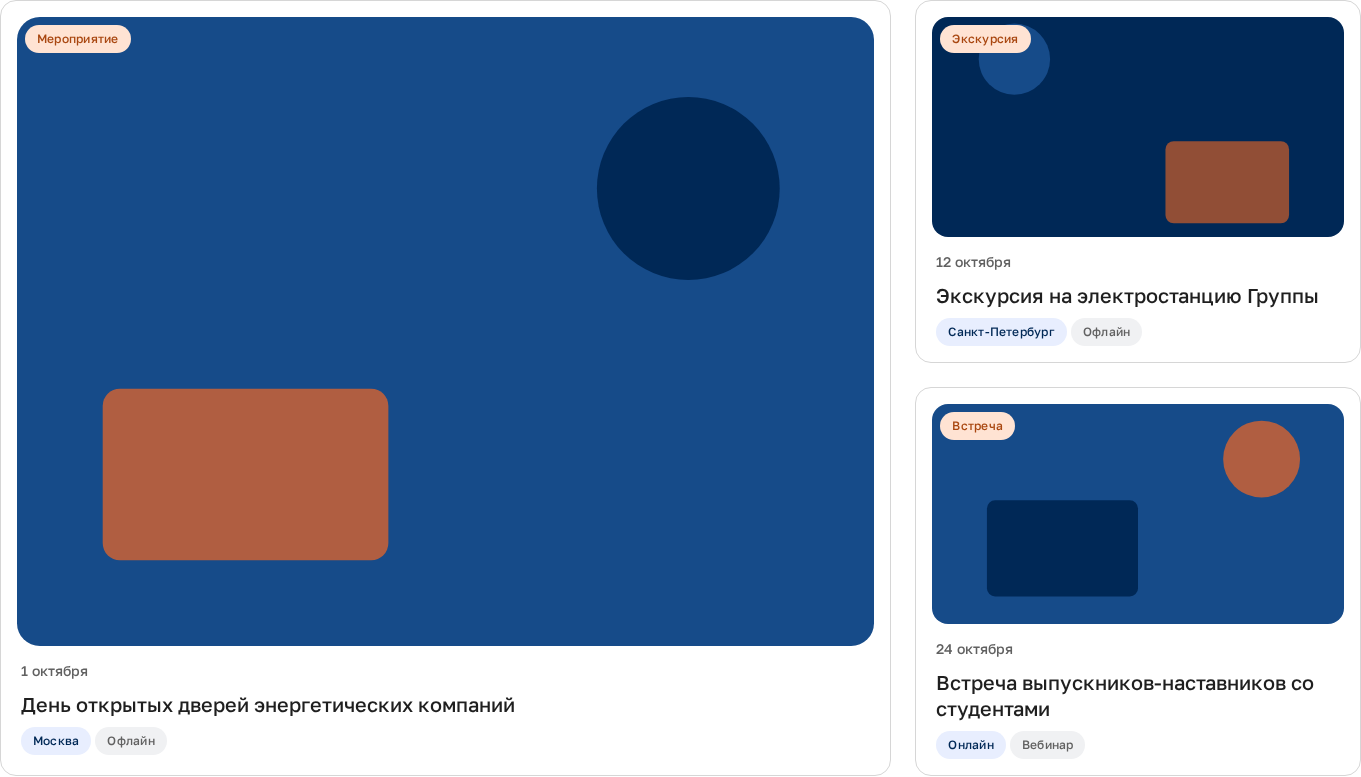 Мероприятие
1 октября
День открытых дверей энергетических компаний
Москва
Офлайн
Экскурсия
12 октября
Экскурсия на электростанцию Группы
Санкт-Петербург
Офлайн
Встреча
24 октября
Встреча выпускников-наставников со
студентами
Онлайн
Вебинар